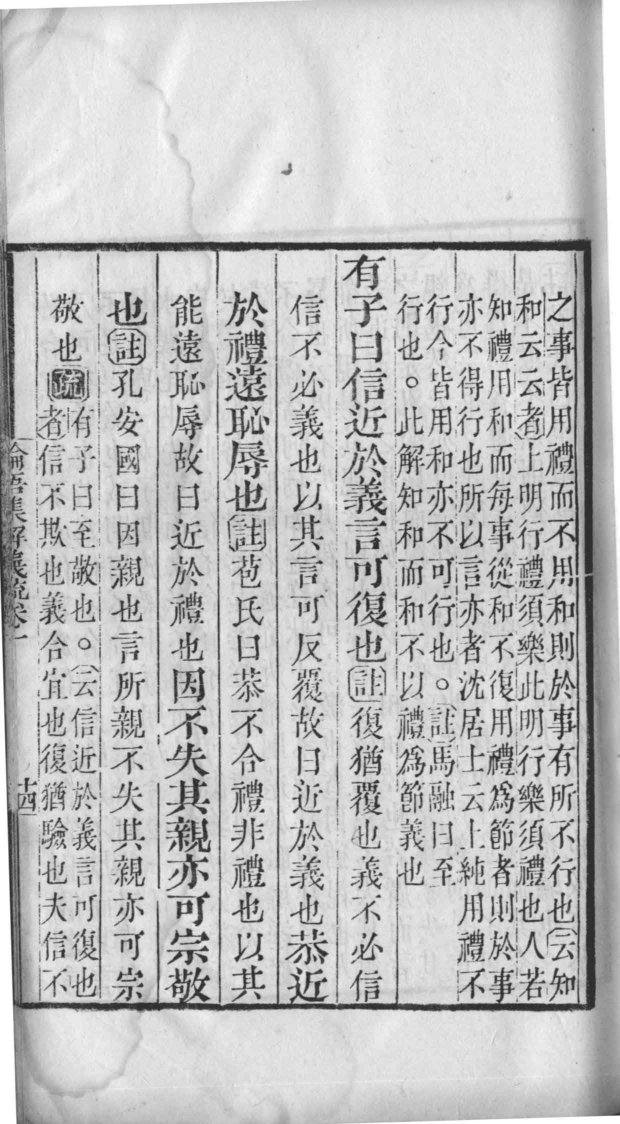 之事皆用禮而不用和則於事有所不行也云知
和云云者上明行禮須樂此明行樂須禮也人若
知禮用和而每事從和不復用禮爲節者則於事
亦不得行也所以言亦者沈居士云上純用禮不
行今皆用和亦不可行也。註馬融曰至
行也。此解知和而和不以禮爲節義也
有子曰信近於義言可復也註復猶覆也義不必信
信不必義也以其言可反覆故曰近於義也恭近
於禮遠恥辱也註苞氏曰恭不合禮非禮也以其
能遠恥辱故曰近於禮也因不失其親亦可宗敬
也註孔安國曰因親也言所親不失其親亦可宗
敬也疏
有子曰至敬也。云信近於義言可復也
者信不欺也義合宜也復猶驗也夫信不
論語集解義疏卷一
十四